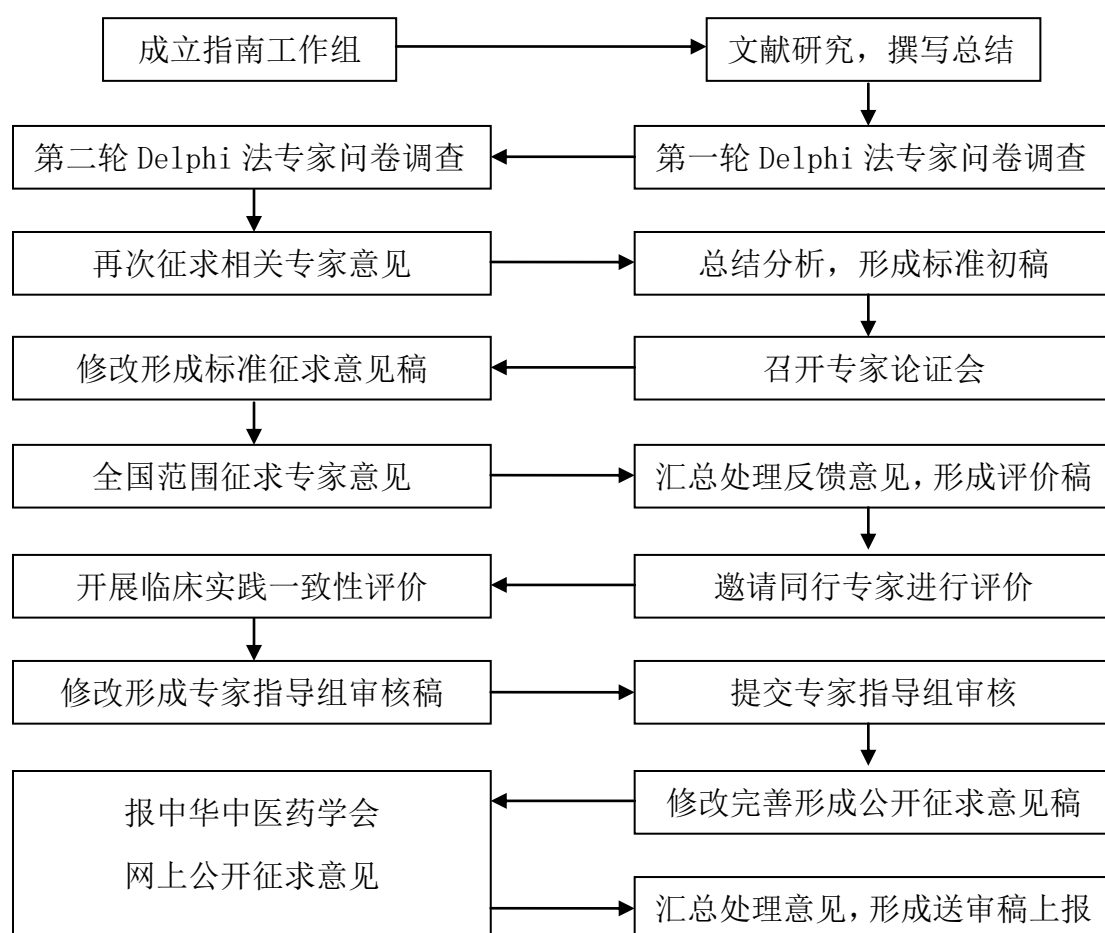 成立指南工作组
文献研究，撰写总结
第二轮 Delphi 法专家问卷调查
第一轮 Delphi 法专家问卷调查
再次征求相关专家意见
总结分析，形成标准初稿
修改形成标准征求意见稿
召开专家论证会
全国范围征求专家意见
汇总处理反馈意见，形成评价稿
开展临床实践一致性评价
邀请同行专家进行评价
修改形成专家指导组审核稿
提交专家指导组审核
报中华中医药学会
网上公开征求意见
修改完善形成公开征求意见稿
汇总处理意见，形成送审稿上报